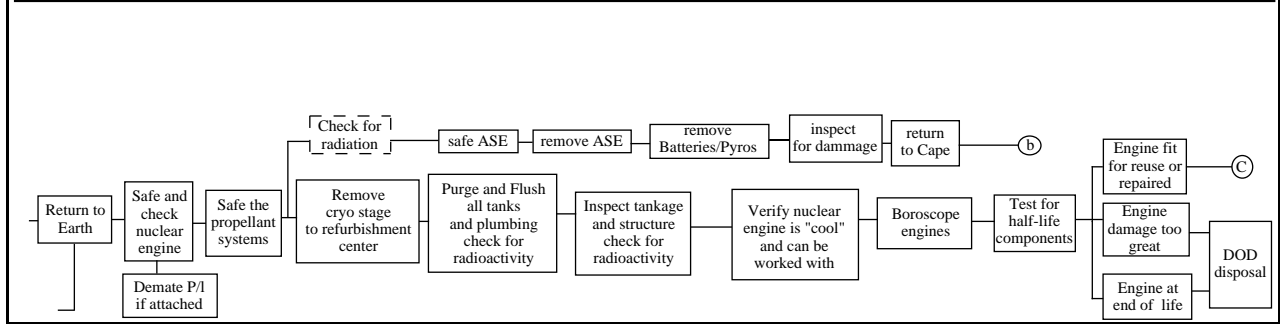 Check for
radiation
safe ASE
remove ASE
remove
Batteries/Pyros
inspect
for dammage
return
to Cape
b
Return to
Earth
Safe and
check
nuclear
engine
Demate P/l
if attached
Safe the
propellant
systems
Remove
cryo stage
to refurbishment
center
Purge and Flush
all tanks
and plumbing
check for
radioactivity
Inspect tankage
and structure
check for
radioactivity
Verify nuclear
engine is "cool"
and can be
worked with
Boroscope
engines
Test for
half-life
components
Engine fit
for reuse or
repaired
C
Engine
damage too
great
Engine at
end of life
DOD
disposal